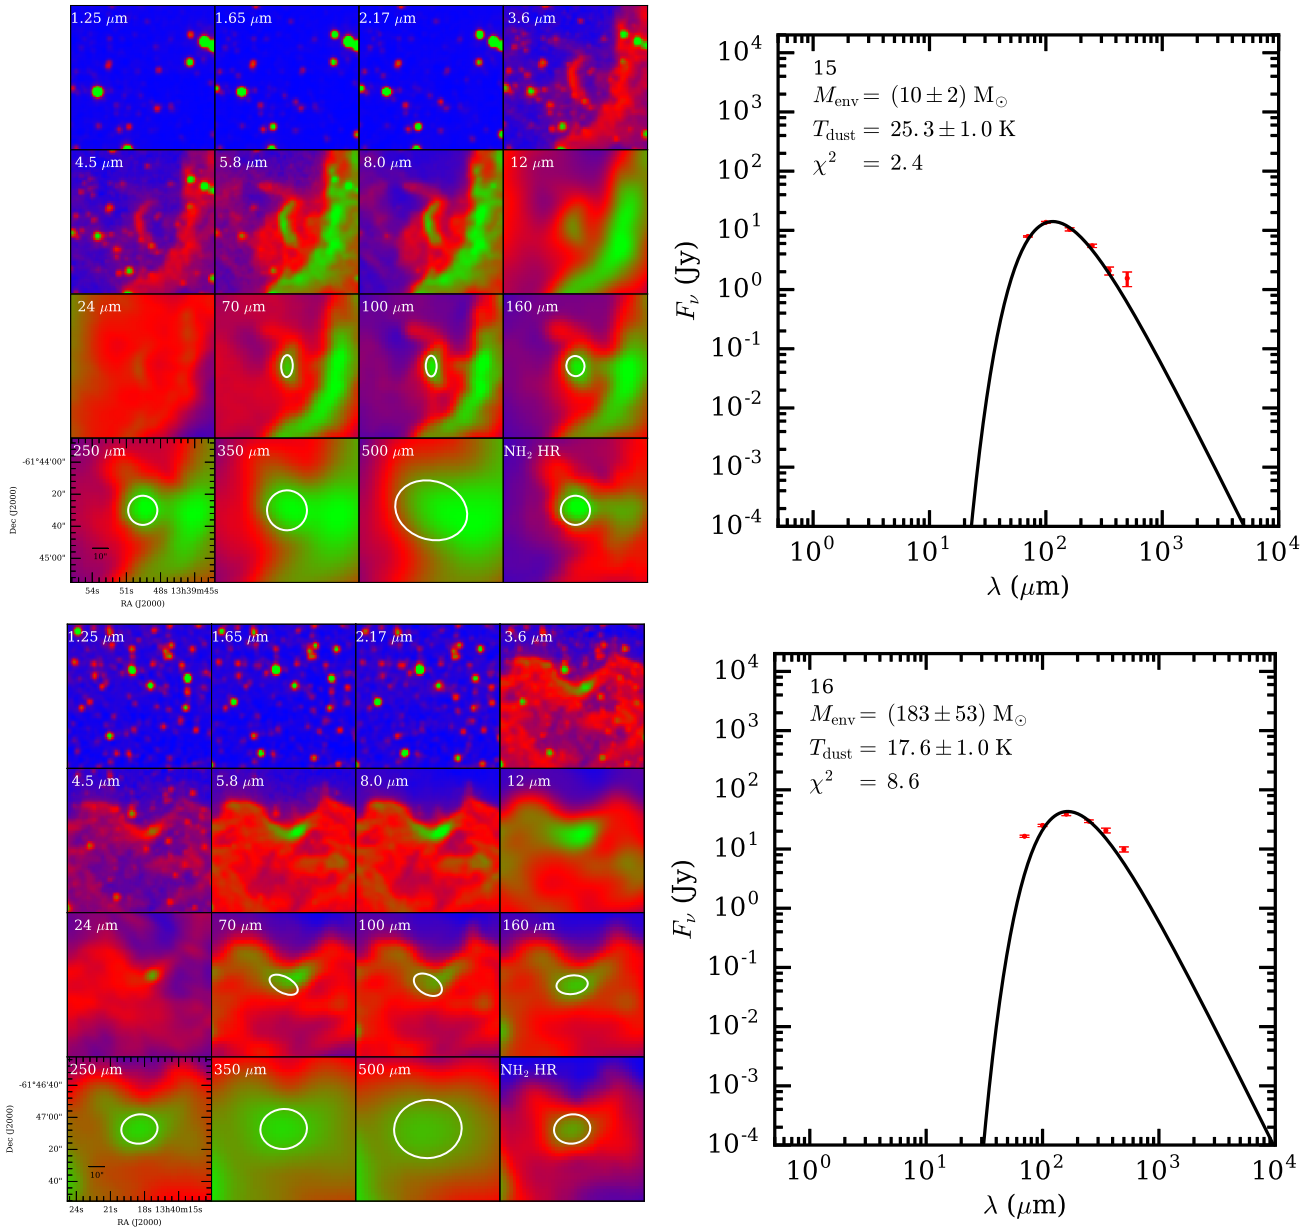 1.25 μm
1.65 μm
2.17 μm
3.6 μm
4.5 μm
5.8 μm
8.0 μm
12 μm
24 μm
70 μm
100 μm
160 μm
250 μm
350 μm
500 μm
NH₂ HR
-61°44'00"
20"
40"
45'00"
Dec (J2000)
10"
54s 51s 48s 13h39m45s
RA (J2000)
10⁴
10³
10²
10¹
10⁰
10⁻¹
10⁻²
10⁻³
10⁻⁴
F_ν (Jy)
15
M_env = (10 ± 2) M_⊙
T_dust = 25.3 ± 1.0 K
χ² = 2.4
10⁰ 10¹ 10² 10³ 10⁴
λ (μm)
1.25 μm
1.65 μm
2.17 μm
3.6 μm
4.5 μm
5.8 μm
8.0 μm
12 μm
24 μm
70 μm
100 μm
160 μm
250 μm
350 μm
500 μm
NH₂ HR
-61°46'40"
47'00"
20"
40"
Dec (J2000)
10"
24s 21s 18s 13h40m15s
RA (J2000)
10⁴
10³
10²
10¹
10⁰
10⁻¹
10⁻²
10⁻³
10⁻⁴
F_ν (Jy)
16
M_env = (183 ± 53) M_⊙
T_dust = 17.6 ± 1.0 K
χ² = 8.6
10⁰ 10¹ 10² 10³ 10⁴
λ (μm)